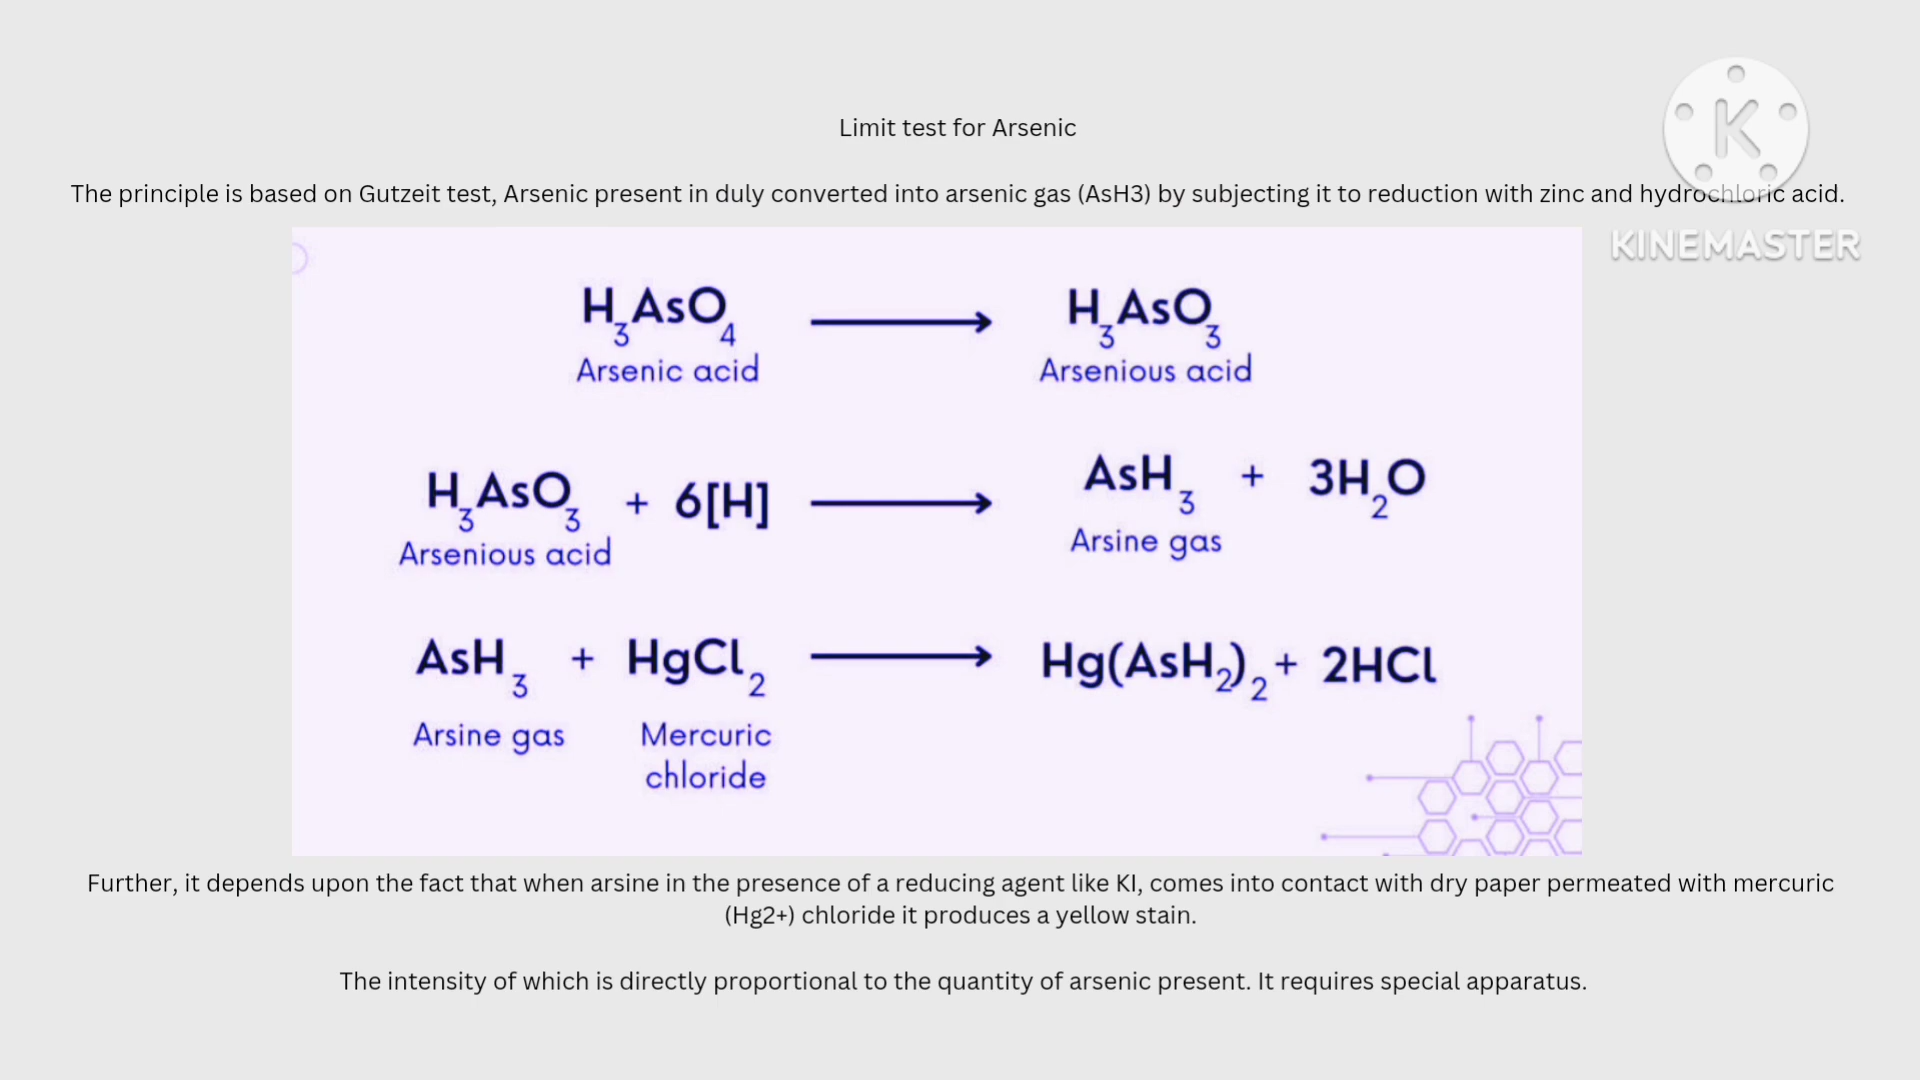 Limit test for Arsenic
The principle is based on Gutzeit test, Arsenic present in duly converted into arsenic gas (AsH3) by subjecting it to reduction with zinc and hydrochloric acid.
K
KINEMASTER
H₃AsO₄ ⟶ H₃AsO₃
Arsenic acid Arsenious acid
H₃AsO₃ + 6[H] ⟶ AsH₃ + 3H₂O
Arsenious acid Arsine gas
AsH₃ + HgCl₂ ⟶ Hg(AsH₂)₂ + 2HCl
Arsine gas Mercuric
chloride
Further, it depends upon the fact that when arsine in the presence of a reducing agent like KI, comes into contact with dry paper permeated with mercuric
(Hg2+) chloride it produces a yellow stain.
The intensity of which is directly proportional to the quantity of arsenic present. It requires special apparatus.